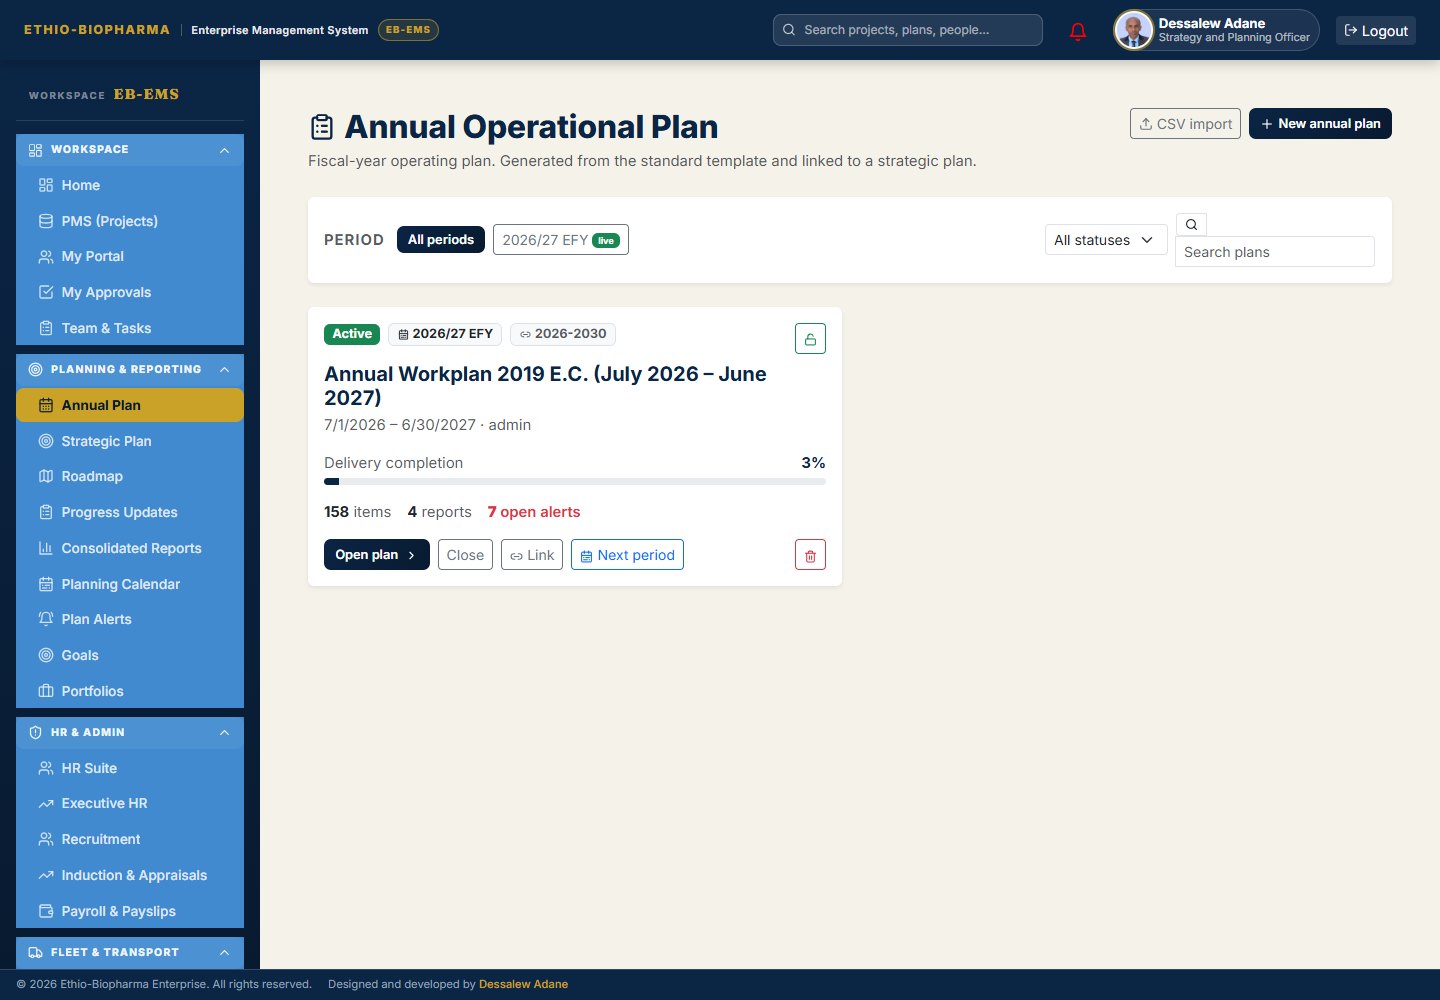 ETHIO-BIOPHARMA | Enterprise Management System EB-EMS
Search projects, plans, people...
Dessalew Adane
Strategy and Planning Officer
Logout
WORKSPACE EB-EMS
WORKSPACE
Home
PMS (Projects)
My Portal
My Approvals
Team & Tasks
PLANNING & REPORTING
Annual Plan
Strategic Plan
Roadmap
Progress Updates
Consolidated Reports
Planning Calendar
Plan Alerts
Goals
Portfolios
HR & ADMIN
HR Suite
Executive HR
Recruitment
Induction & Appraisals
Payroll & Payslips
FLEET & TRANSPORT
Annual Operational Plan
Fiscal-year operating plan. Generated from the standard template and linked to a strategic plan.
CSV import
New annual plan
PERIOD All periods 2026/27 EFY live
All statuses
Search plans
Active 2026/27 EFY 2026-2030
Annual Workplan 2019 E.C. (July 2026 – June
2027)
7/1/2026 – 6/30/2027 · admin
Delivery completion 3%
158 items 4 reports 7 open alerts
Open plan Close Link Next period
© 2026 Ethio-Biopharma Enterprise. All rights reserved. Designed and developed by Dessalew Adane